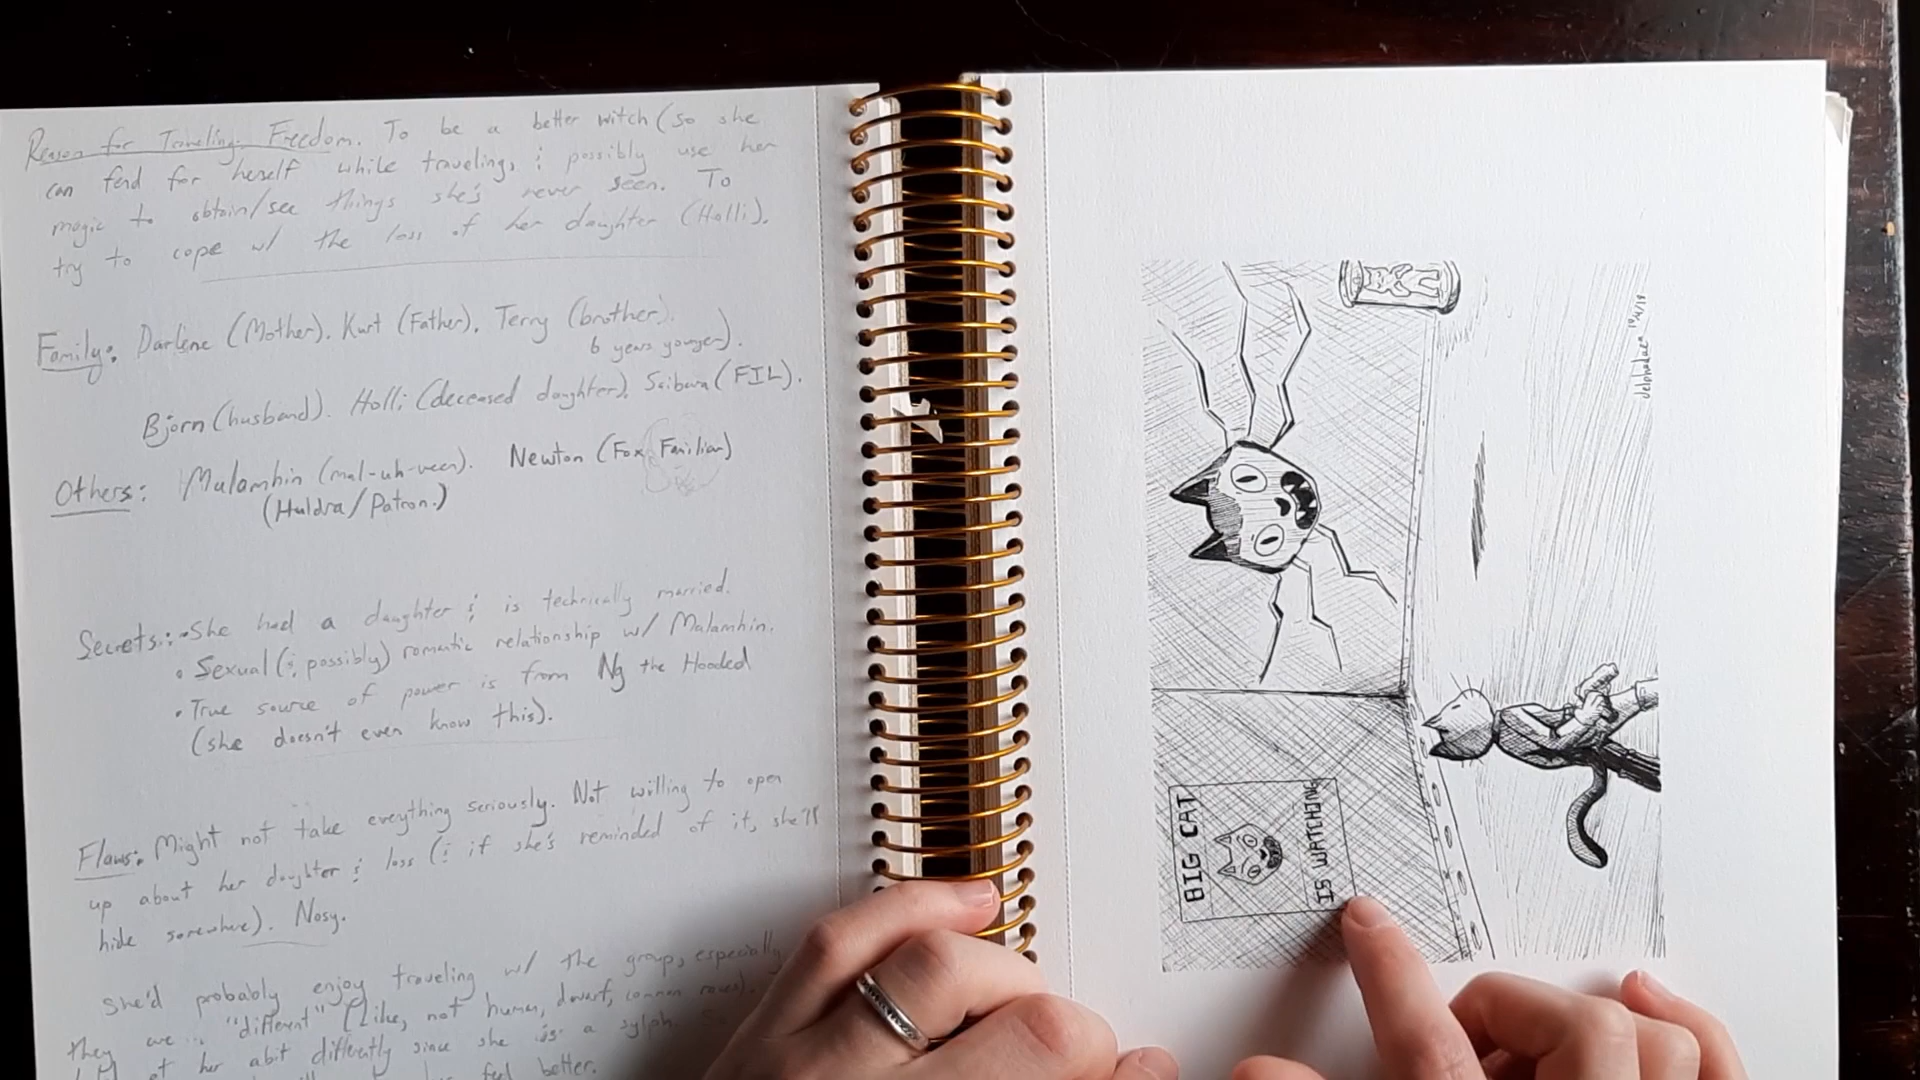 Reason for Traveling: Freedom. To be a better witch (so she
can fend for herself while traveling, & possibly use her
magic to obtain/see things she's never seen. To
try to cope w/ the loss of her daughter (Holli).
Family: Darlene (Mother). Kurt (Father), Terry (brother).
6 years younger).
Bjorn (husband). Holli (deceased daughter), Saibura (FIL).
Others: Mulamhin (mal-uh-veen). Newton (Fox Familiar)
(Huldra/Patron.)
Secrets: • She had a daughter & is technically married.
• Sexual (& possibly) romantic relationship w/ Malamhin.
• True source of power is from Ng the Hooded
(she doesn't even know this).
Flaws: Might not take everything seriously. Not willing to open
up about her daughter & loss (& if she's reminded of it, she'll
hide somewhere). Nosy.
She'd probably enjoy traveling w/ the group, especially
they are "different" (like, not human, dwarf, common races).
at her abit differently since she is a sylph.
feel better.
BIG CAT
IS WATCHING